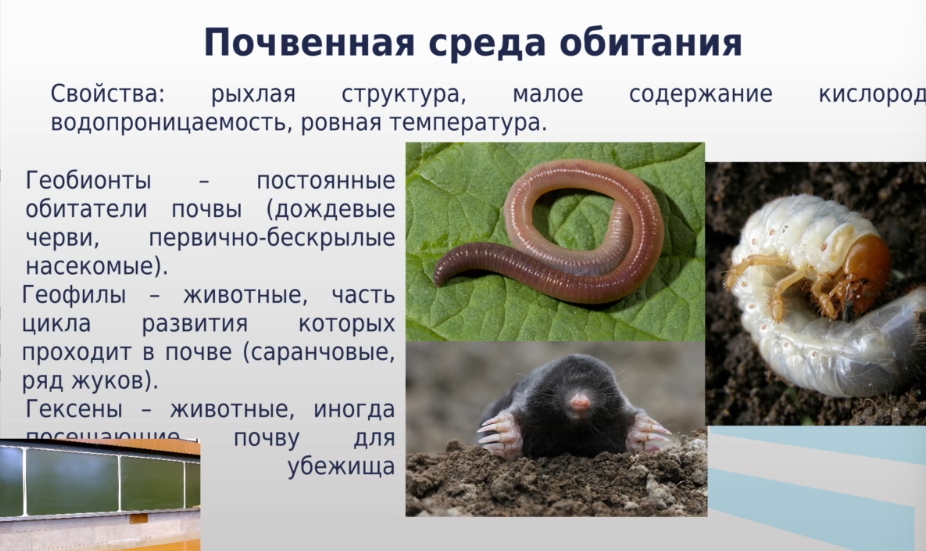 Почвенная среда обитания
Свойства: рыхлая структура, малое содержание кислород
водопроницаемость, ровная температура.
Геобионты – постоянные
обитатели почвы (дождевые
черви, первично-бескрылые
насекомые).
Геофилы – животные, часть
цикла развития которых
проходит в почве (саранчовые,
ряд жуков).
Гексены – животные, иногда
посещающие почву для
убежища